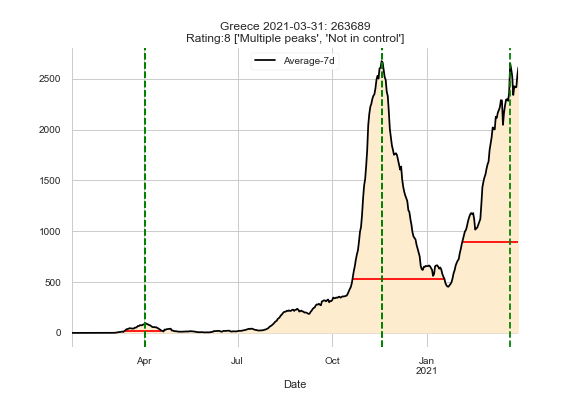 Greece 2021-03-31: 263689
Rating:8 ['Multiple peaks', 'Not in control']
Average-7d
2500
2000
1500
1000
500
0
Apr Jul Oct Jan
2021
Date